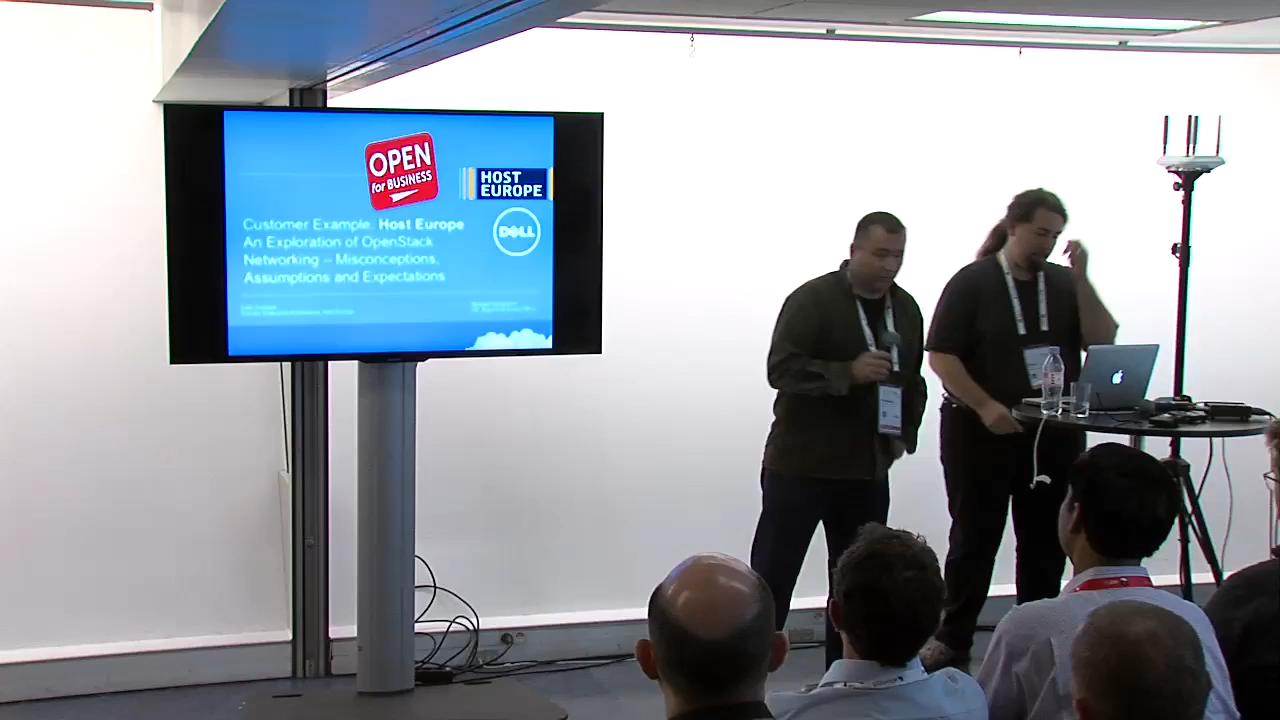 OPEN
for BUSINESS
HOST
EUROPE
DELL
Customer Example: Host Europe
An Exploration of OpenStack
Networking – Misconceptions,
Assumptions and Expectations